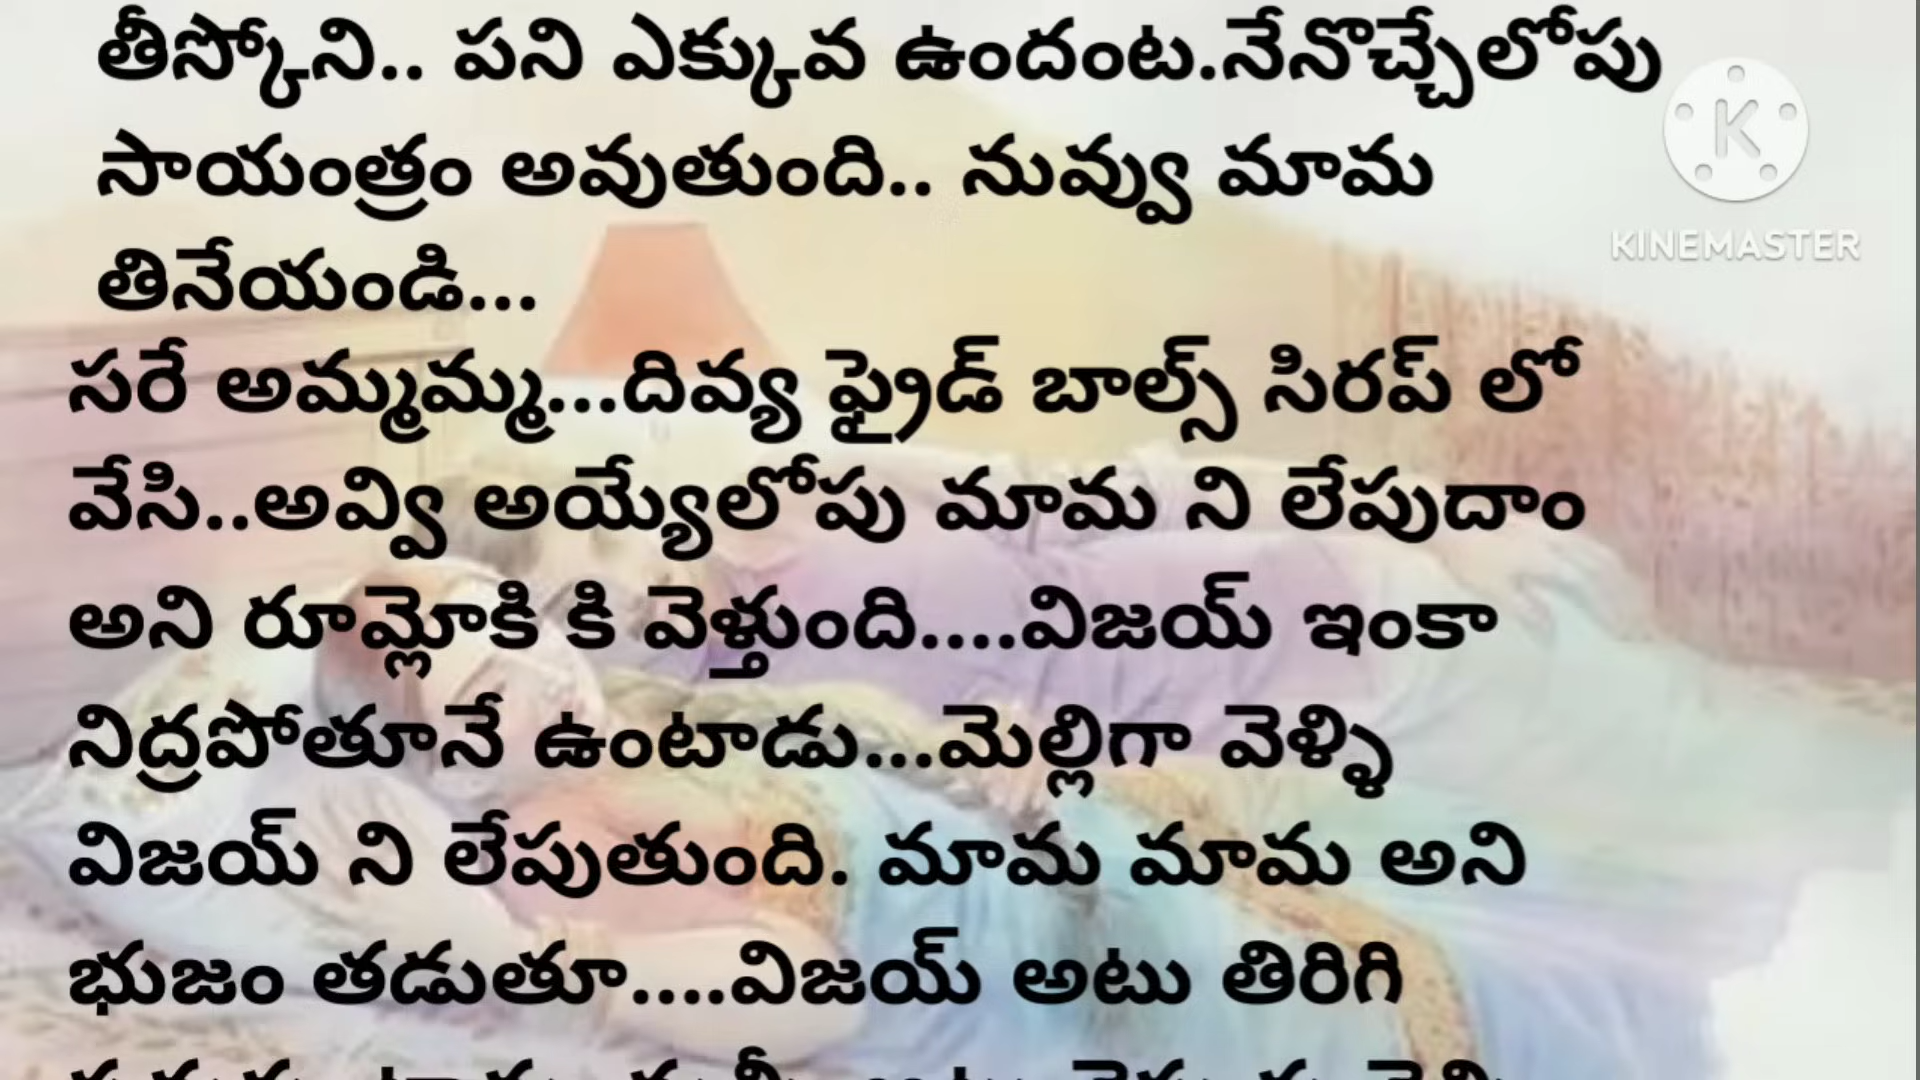 తీస్కోని.. పని ఎక్కువ ఉందంట.నేనొచ్చేలోపు
సాయంత్రం అవుతుంది.. నువ్వు మామ
తినేయండి...
సరే అమ్మమ్మ...దివ్య ఫ్రైడ్ బాల్స్ సిరప్ లో
వేసి..అవ్వి అయ్యేలోపు మామ ని లేపుదాం
అని రూమ్లోకి కి వెళ్తుంది....విజయ్ ఇంకా
నిద్రపోతూనే ఉంటాడు...మెల్లిగా వెళ్ళి
విజయ్ ని లేపుతుంది. మామ మామ అని
భుజం తడుతూ....విజయ్ అటు తిరిగి
K
KINEMASTER